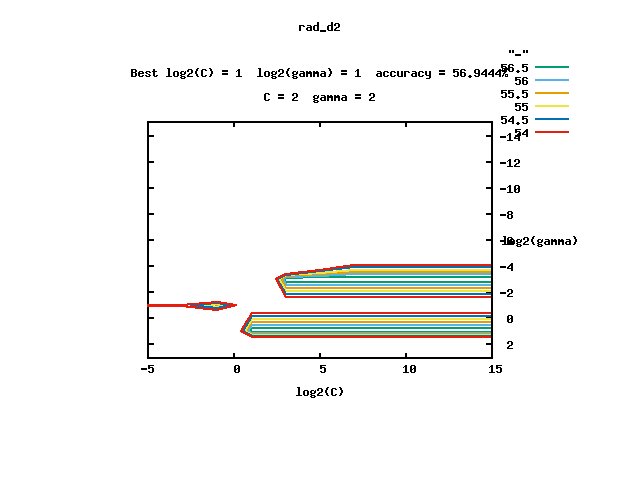 rad_d2
"-"
Best log2(C) = 1  log2(gamma) = 1  accuracy = 56.9444%
C = 2  gamma = 2
56.5
56
55.5
55
54.5
54
-14
-12
-10
-8
-6
log2(gamma)
-4
-2
0
2
-5 0 5 10 15
log2(C)